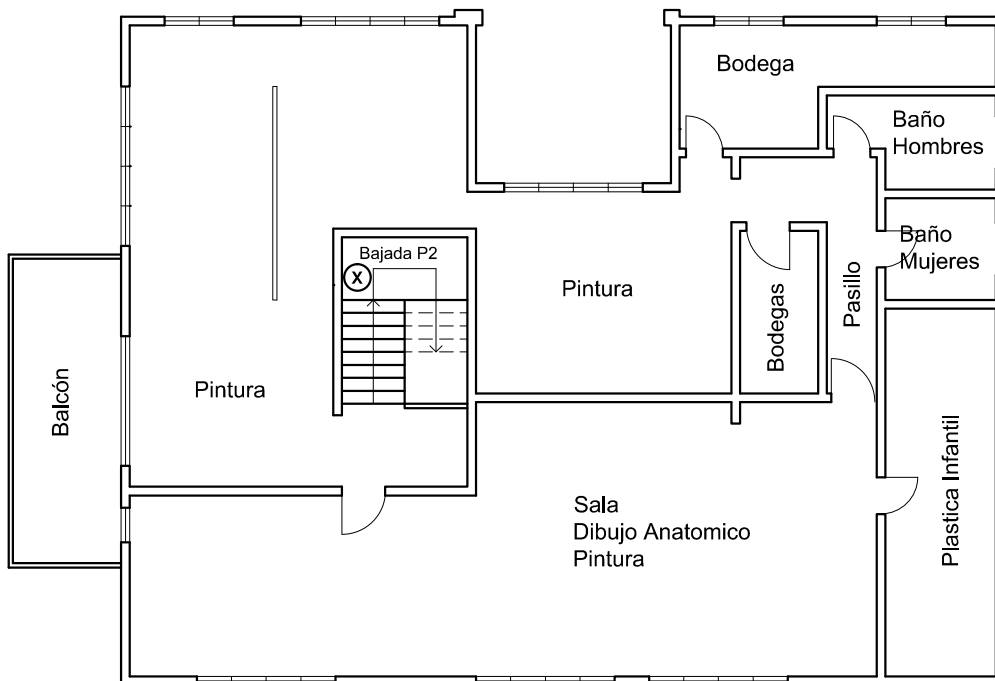 Bodega
Baño
Hombres
Baño
Mujeres
Bajada P2
X
Pintura
Bodegas
Pasillo
Pintura
Balcón
Sala
Dibujo Anatomico
Pintura
Plastica Infantil